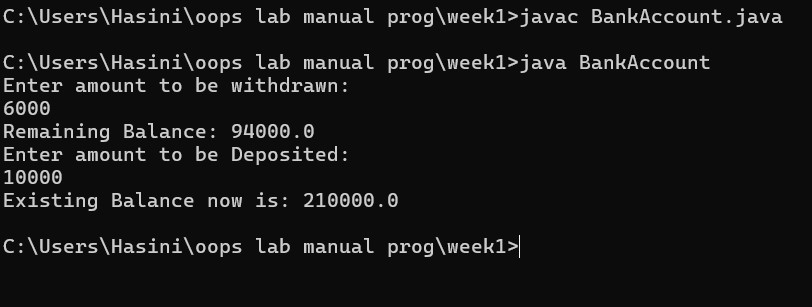 C:\Users\Hasini\oops lab manual prog\week1>javac BankAccount.java
C:\Users\Hasini\oops lab manual prog\week1>java BankAccount
Enter amount to be withdrawn:
6000
Remaining Balance: 94000.0
Enter amount to be Deposited:
10000
Existing Balance now is: 210000.0
C:\Users\Hasini\oops lab manual prog\week1>